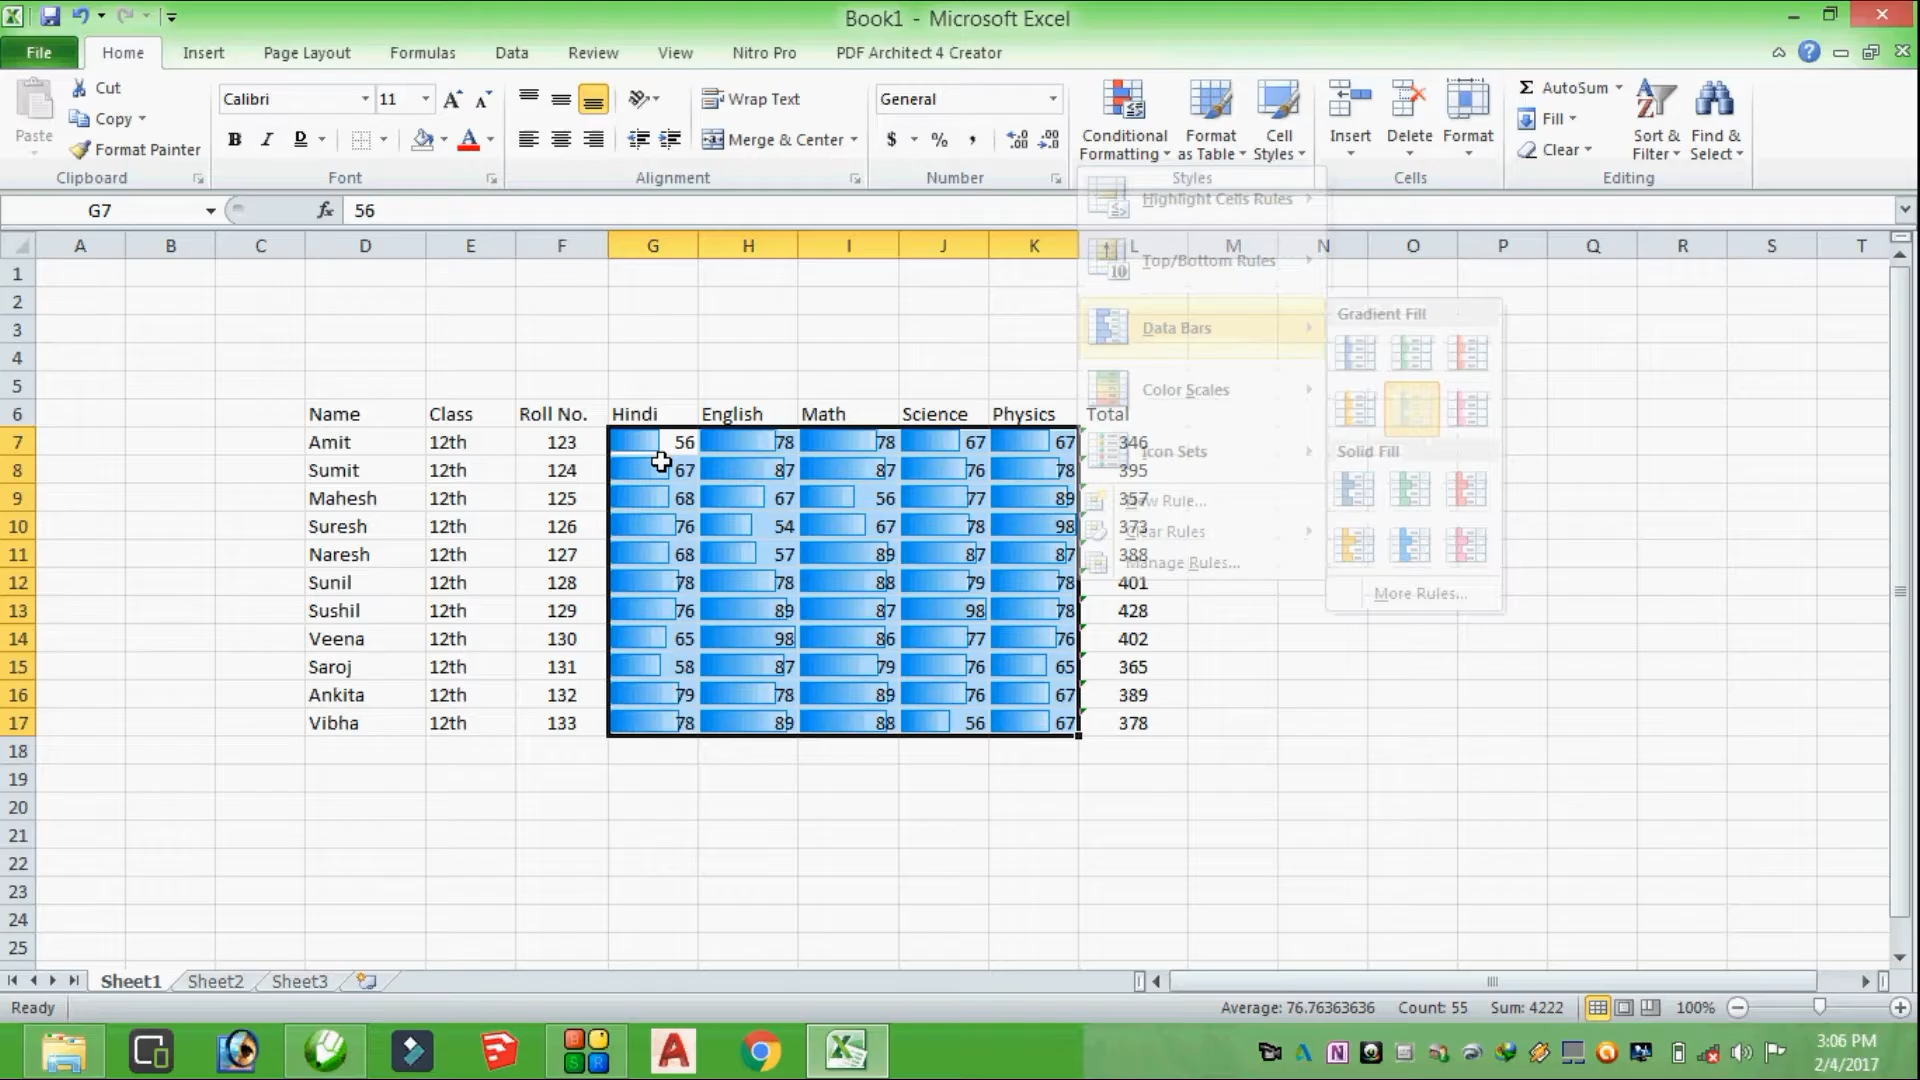 Book1 - Microsoft Excel
File Home Insert Page Layout Formulas Data Review View Nitro Pro PDF Architect 4 Creator
Paste
Cut
Copy
Format Painter
Clipboard
Calibri 11
B I D
Font
Wrap Text
Merge & Center
Alignment
General
$ % ,
Number
Conditional Formatting
Format as Table
Cell Styles
Styles
Insert
Delete
Format
Cells
AutoSum
Fill
Clear
Sort & Filter
Find & Select
Editing
G7 fx 56
A B C D E F G H I J K L M N O P Q R S T
Highlight Cells Rules
Top/Bottom Rules
Data Bars
Color Scales
Icon Sets
New Rule...
Clear Rules
Manage Rules...
Gradient Fill
Solid Fill
More Rules...
1
2
3
4
5
6 Name Class Roll No. Hindi English Math Science Physics Total
7 Amit 12th 123 56 78 78 67 67 346
8 Sumit 12th 124 67 87 87 76 78 395
9 Mahesh 12th 125 68 67 56 77 89 357
10 Suresh 12th 126 76 54 67 78 98 373
11 Naresh 12th 127 68 57 89 87 87 388
12 Sunil 12th 128 78 78 88 79 78 401
13 Sushil 12th 129 76 89 87 98 78 428
14 Veena 12th 130 65 98 86 77 76 402
15 Saroj 12th 131 58 87 79 76 65 365
16 Ankita 12th 132 79 78 89 76 67 389
17 Vibha 12th 133 78 89 88 56 67 378
18
19
20
21
22
23
24
25
Sheet1 Sheet2 Sheet3
Ready Average: 76.76363636 Count: 55 Sum: 4222 100%
3:06 PM
2/4/2017